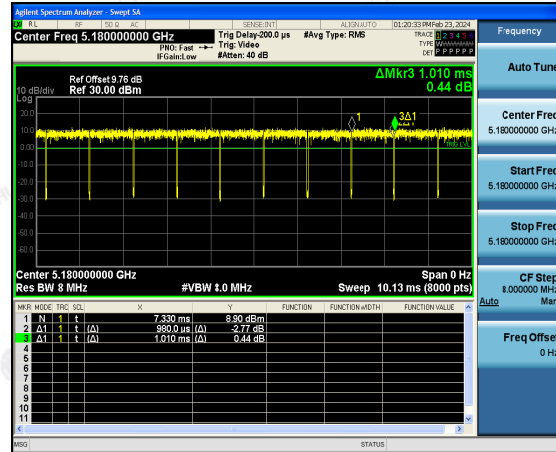 Agilent Spectrum Analyzer - Swept SA
RL RF 50 Ω AC SENSE:INT ALIGNAUTO 01:20:33 PM Feb 23, 2024
Center Freq 5.180000000 GHz
PNO: Fast
IFGain:Low
Trig Delay-200.0 µs
Trig: Video
#Atten: 40 dB
#Avg Type: RMS
TRACE 1 2 3 4 5 6
TYPE WWWWWW
DET P P P P P P
Frequency
Auto Tune
ΔMkr3 1.010 ms
0.44 dB
Ref Offset 9.76 dB
10 dB/div Ref 30.00 dBm
Log
20.0
10.0
0.00
-10.0
-20.0
-30.0
-40.0
-50.0
-60.0
1
3Δ1
TRIG LVL
Center Freq
5.180000000 GHz
Start Freq
5.180000000 GHz
Stop Freq
5.180000000 GHz
Center 5.180000000 GHz Span 0 Hz
Res BW 8 MHz #VBW 8.0 MHz Sweep 10.13 ms (8000 pts)
CF Step
8.000000 MHz
Auto Man
MKR MODE TRC SCL X Y FUNCTION FUNCTION WIDTH FUNCTION VALUE
1 N 1 t 7.330 ms 8.90 dBm
2 Δ1 1 t (Δ) 980.0 µs (Δ) -2.77 dB
3 Δ1 1 t (Δ) 1.010 ms (Δ) 0.44 dB
4
5
6
7
8
9
10
11
Freq Offset
0 Hz
MSG STATUS